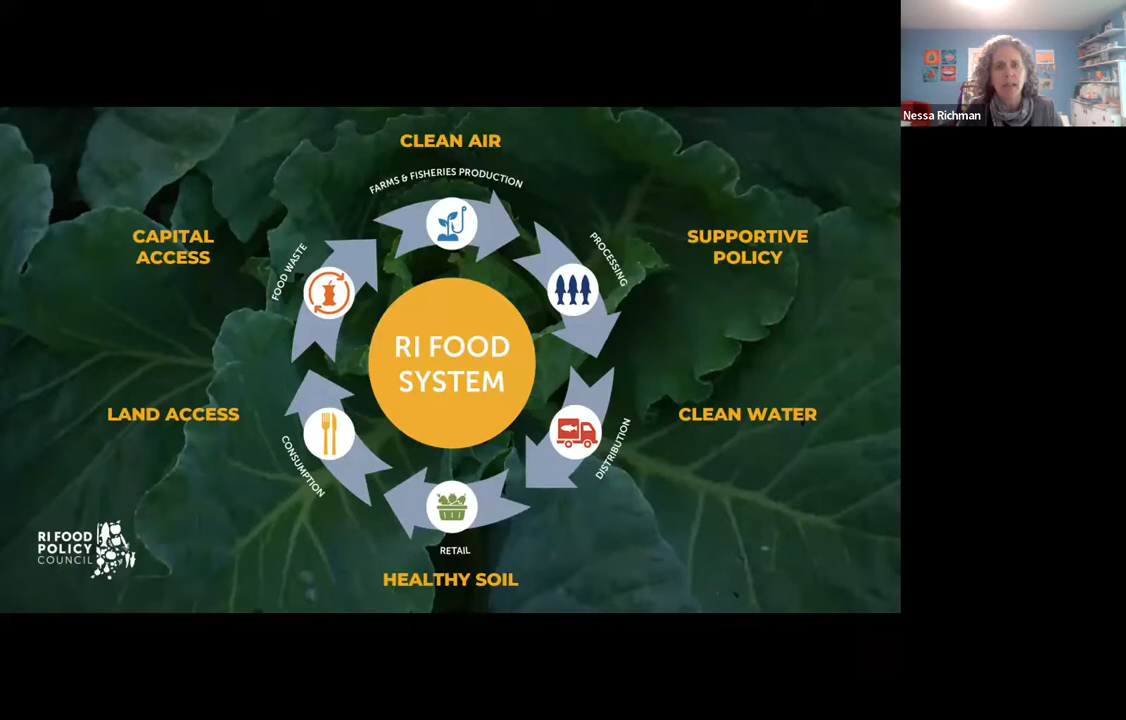 Nessa Richman
CLEAN AIR
FARMS & FISHERIES PRODUCTION
CAPITAL
ACCESS
SUPPORTIVE
POLICY
FOOD WASTE
PROCESSING
RI FOOD
SYSTEM
LAND ACCESS
CLEAN WATER
CONSUMPTION
DISTRIBUTION
RETAIL
HEALTHY SOIL
RI FOOD
POLICY
COUNCIL